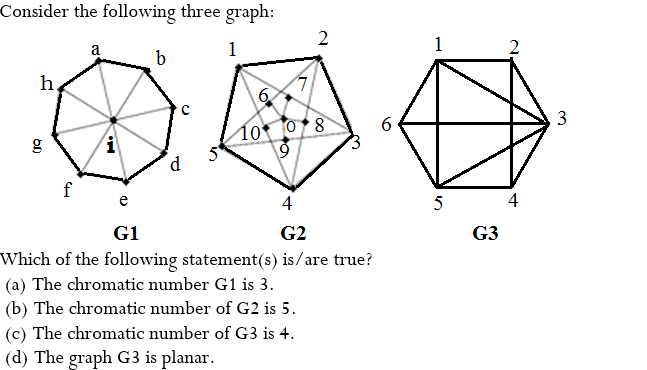 Consider the following three graph:
a
b
c
d
e
f
g
h
i
1
2
3
4
5
6
7
8
9
10
0
1
2
3
4
5
6
G1 G2 G3
Which of the following statement(s) is/are true?
(a) The chromatic number G1 is 3.
(b) The chromatic number of G2 is 5.
(c) The chromatic number of G3 is 4.
(d) The graph G3 is planar.